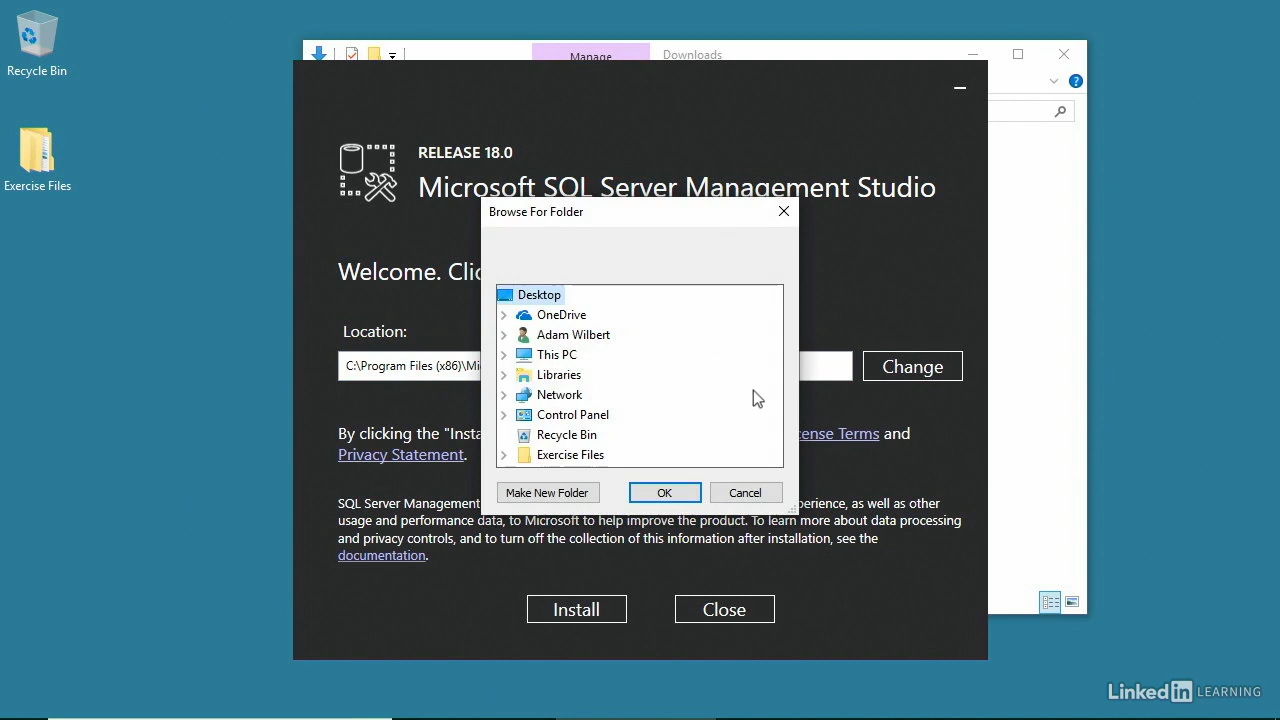 Recycle Bin
Exercise Files
Manage
Downloads
?
RELEASE 18.0
Microsoft SQL Server Management Studio
Browse For Folder
Welcome. Clic
Desktop
OneDrive
Adam Wilbert
This PC
Libraries
Network
Control Panel
Recycle Bin
Exercise Files
Location:
C:\Program Files (x86)\Mi
Change
By clicking the "Insta
ense Terms and
Privacy Statement.
Make New Folder
OK
Cancel
SQL Server Management
perience, as well as other
usage and performance data, to Microsoft to help improve the product. To learn more about data processing
and privacy controls, and to turn off the collection of this information after installation, see the
documentation.
Install
Close
Linked in LEARNING